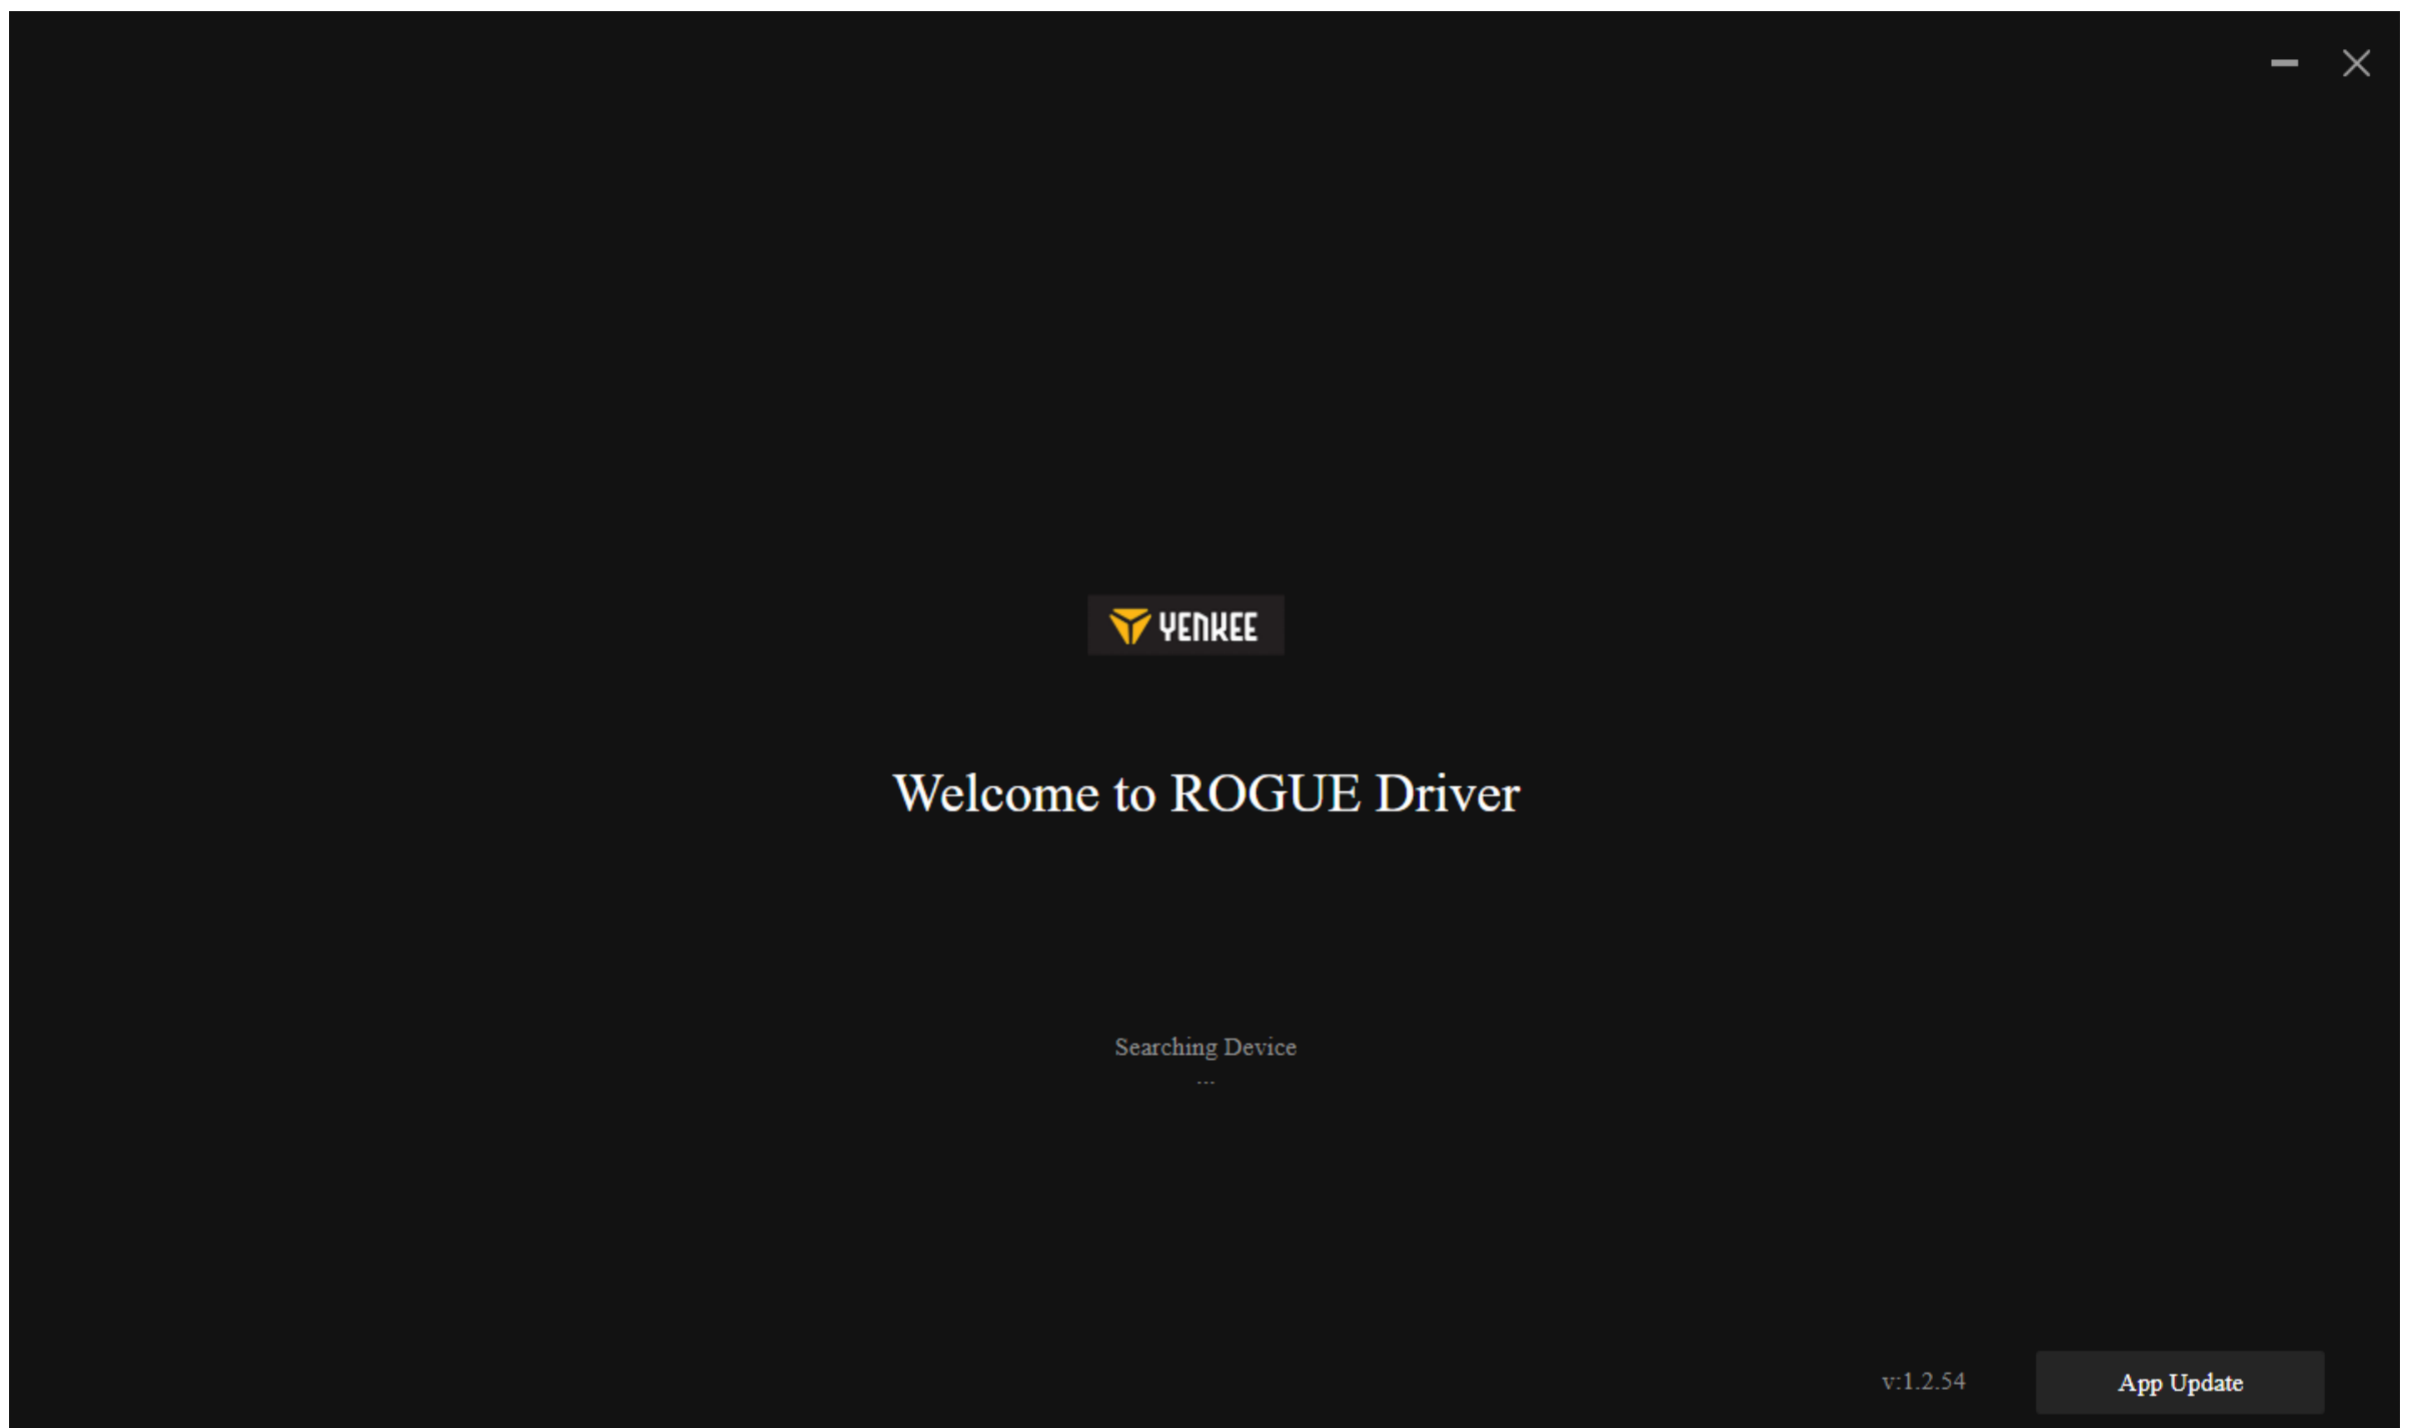 YENKEE
Welcome to ROGUE Driver
Searching Device
...
v:1.2.54
App Update